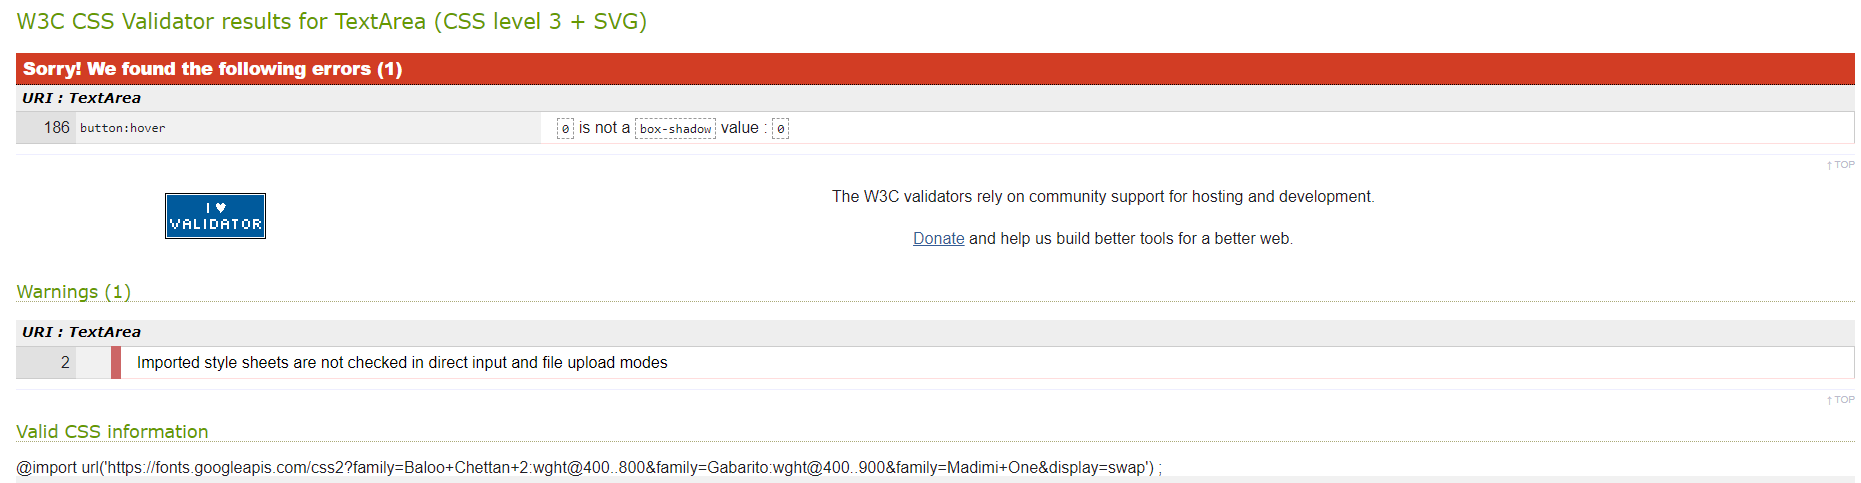 W3C CSS Validator results for TextArea (CSS level 3 + SVG)
Sorry! We found the following errors (1)
URI : TextArea
186 button:hover 0 is not a box-shadow value : 0
↑ TOP
The W3C validators rely on community support for hosting and development.
I ♥
VALIDATOR
Donate and help us build better tools for a better web.
Warnings (1)
URI : TextArea
2 Imported style sheets are not checked in direct input and file upload modes
↑ TOP
Valid CSS information
@import url('https://fonts.googleapis.com/css2?family=Baloo+Chettan+2:wght@400..800&family=Gabarito:wght@400..900&family=Madimi+One&display=swap') ;